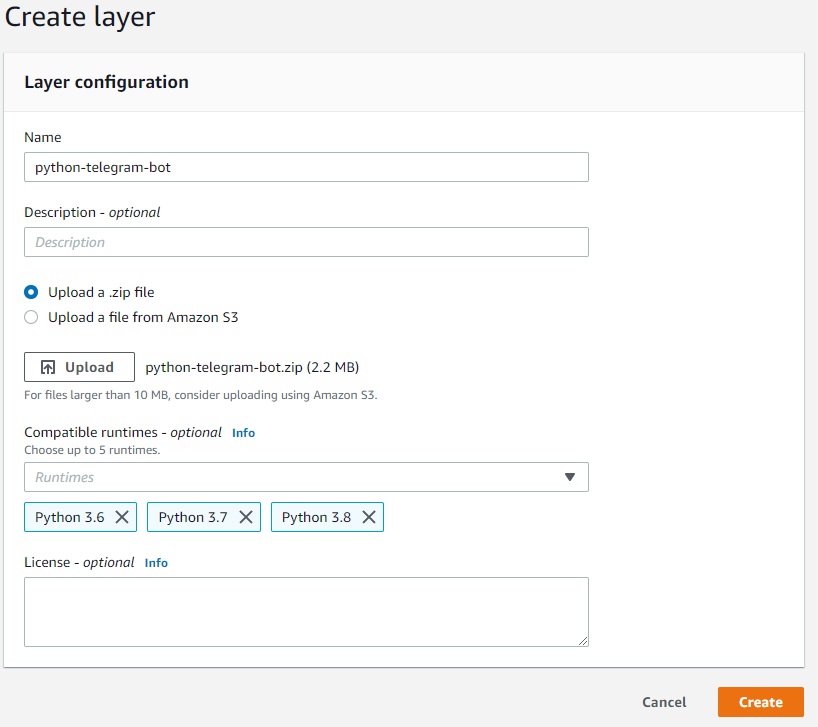 Create layer
Layer configuration
Name
python-telegram-bot
Description - optional
Description
Upload a .zip file
Upload a file from Amazon S3
Upload python-telegram-bot.zip (2.2 MB)
For files larger than 10 MB, consider uploading using Amazon S3.
Compatible runtimes - optional Info
Choose up to 5 runtimes.
Runtimes
Python 3.6 Python 3.7 Python 3.8
License - optional Info
Cancel Create